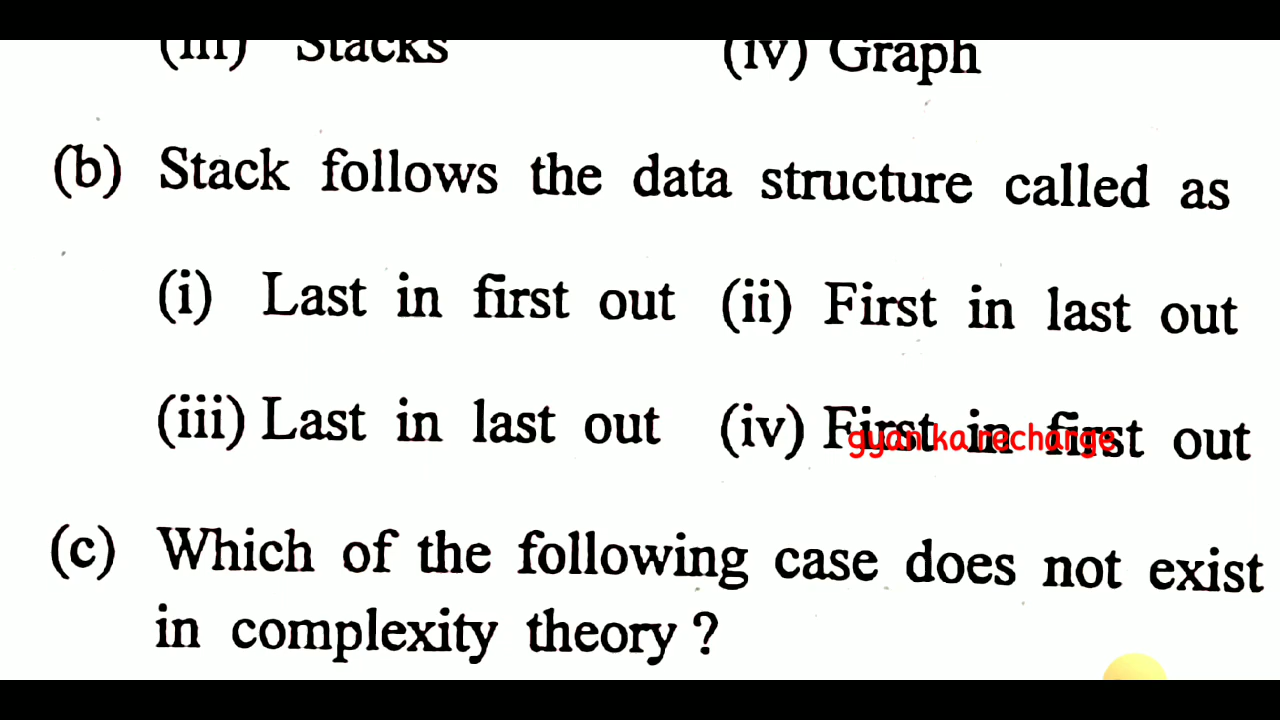 (iii) Stacks (iv) Graph
(b) Stack follows the data structure called as
(i) Last in first out (ii) First in last out
(iii) Last in last out (iv) First in first out
gyan ka recharge
(c) Which of the following case does not exist
in complexity theory ?